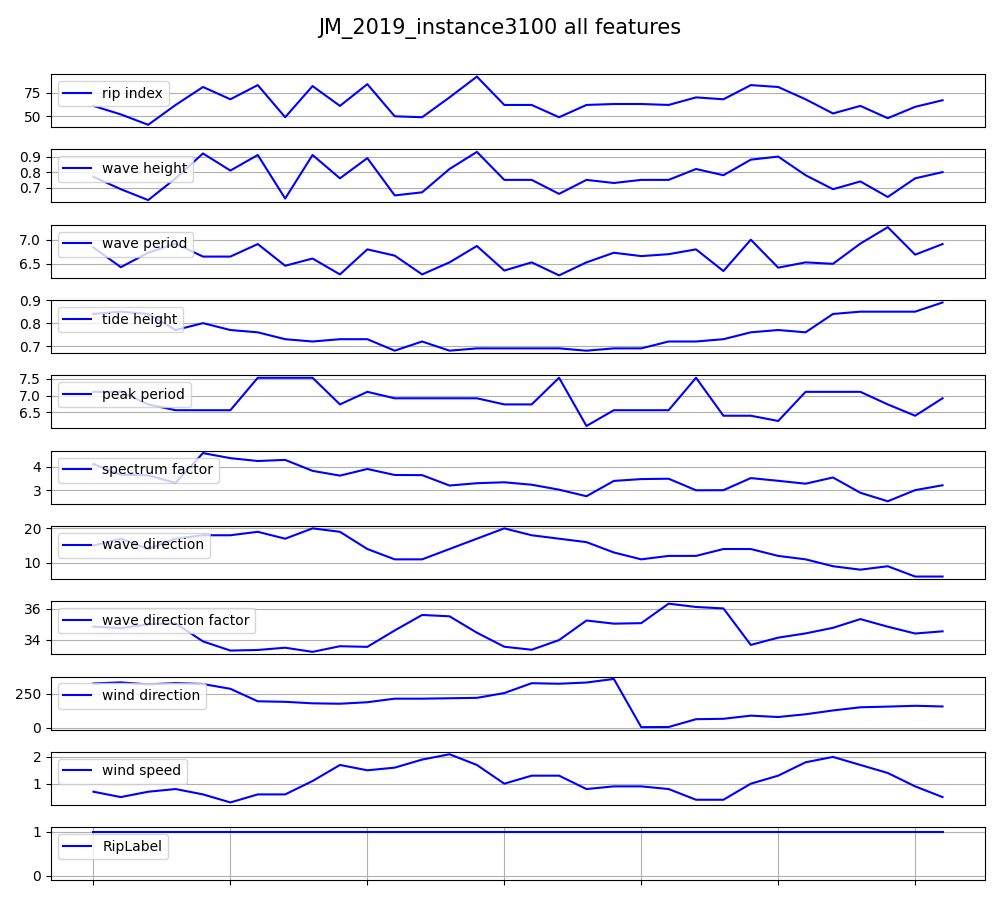 JM_2019_instance3100 all features
75
50
rip index
0.9
0.8
0.7
wave height
7.0
6.5
wave period
0.9
0.8
0.7
tide height
7.5
7.0
6.5
peak period
4
3
spectrum factor
20
10
wave direction
36
34
wave direction factor
250
0
wind direction
2
1
wind speed
1
0
RipLabel